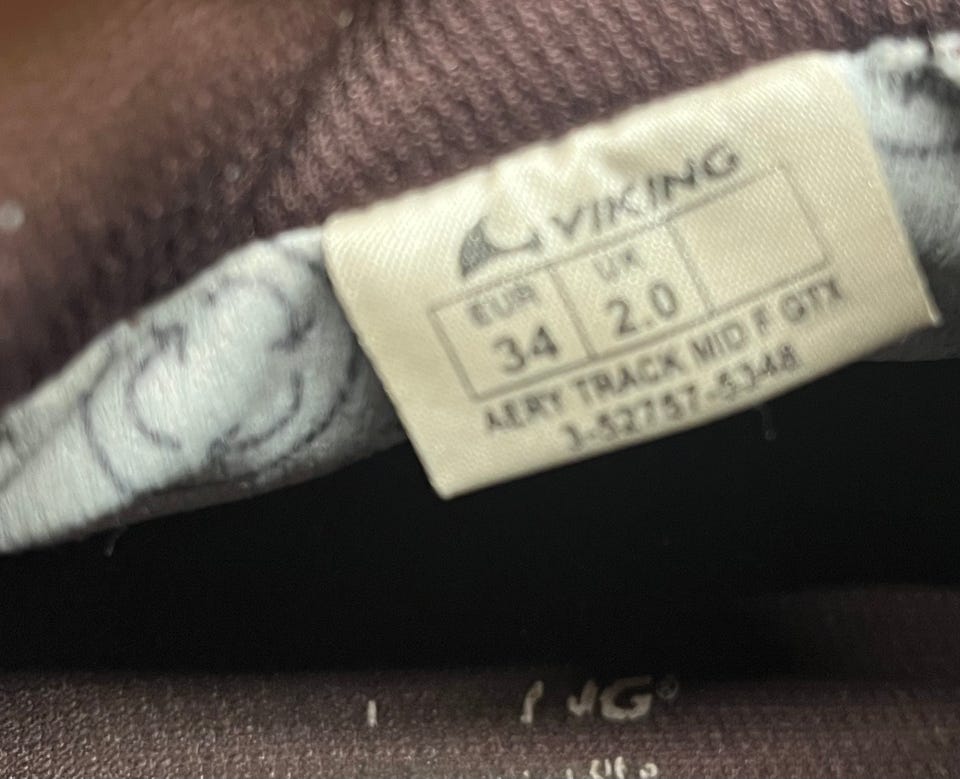 VIKING
EUR UK
34 2.0
AERY TRACK MID F GTX
3-52757-5348